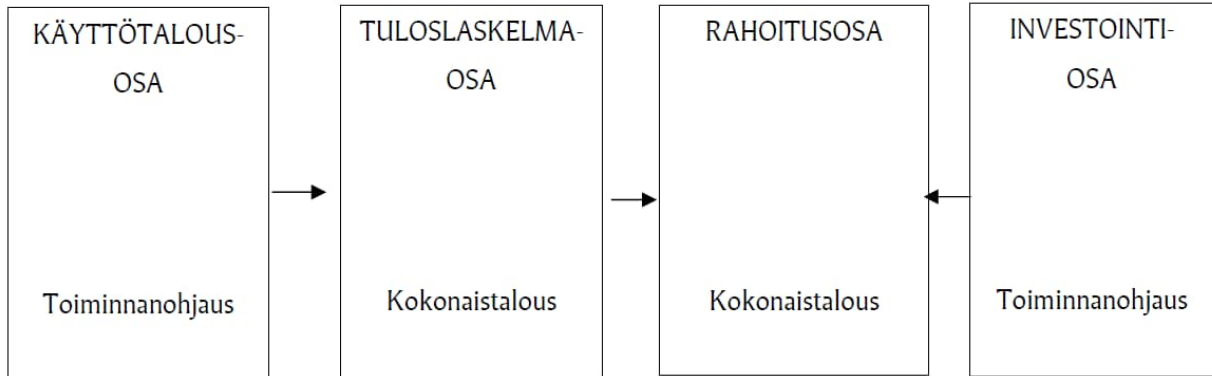 KÄYTTÖTALOUS-
OSA
Toiminnanohjaus
TULOSLASKELMA-
OSA
Kokonaistalous
RAHOITUSOSA
Kokonaistalous
INVESTOINTI-
OSA
Toiminnanohjaus